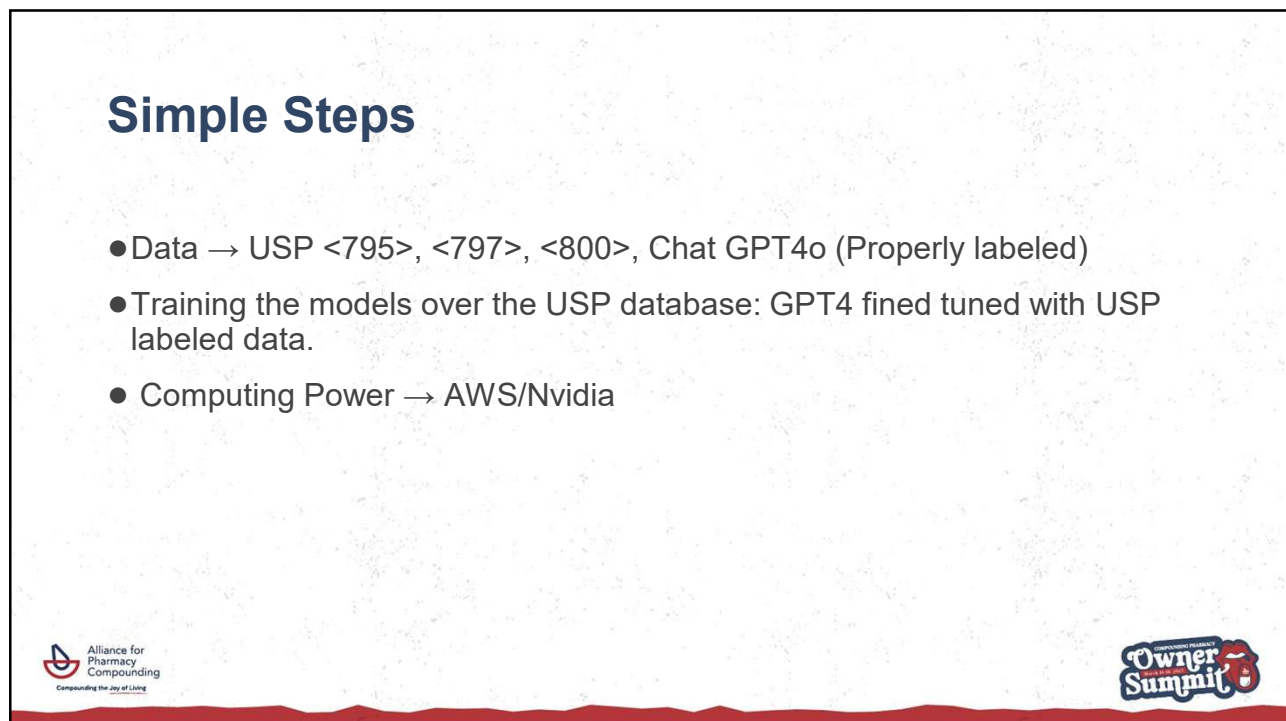 Simple Steps
●Data → USP <795>, <797>, <800>, Chat GPT4o (Properly labeled)
●Training the models over the USP database: GPT4 fined tuned with USP
labeled data.
● Computing Power → AWS/Nvidia
Alliance for
Pharmacy
Compounding
Compounding the Joy of Living
COMPOUNDING PHARMACY
Owner
Summit